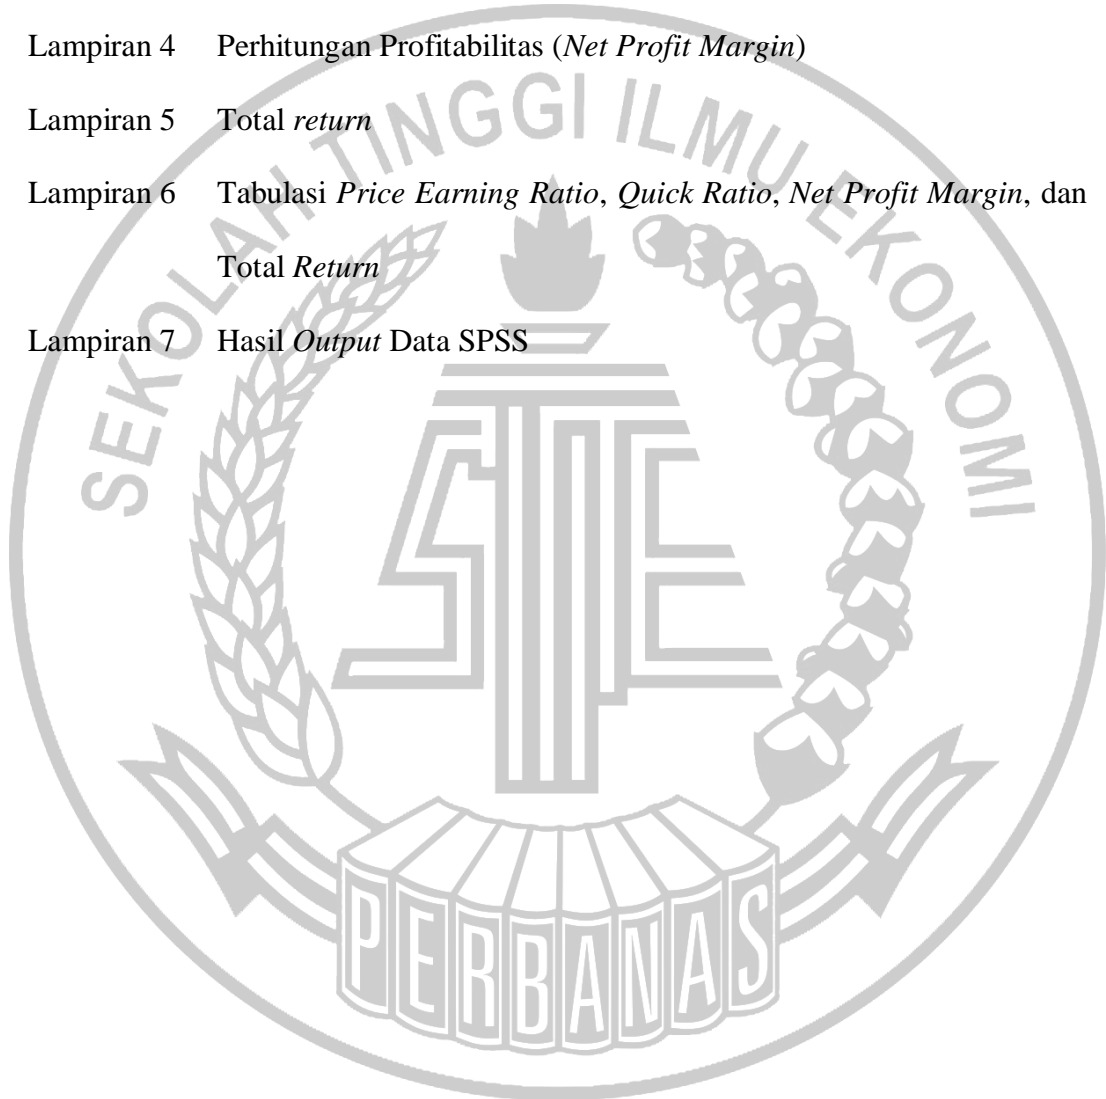 Lampiran 4 Perhitungan Profitabilitas (Net Profit Margin)
Lampiran 5 Total return
Lampiran 6 Tabulasi Price Earning Ratio, Quick Ratio, Net Profit Margin, dan
Total Return
Lampiran 7 Hasil Output Data SPSS
SEKOLAH TINGGI ILMU EKONOMI
STIE
PERBANAS